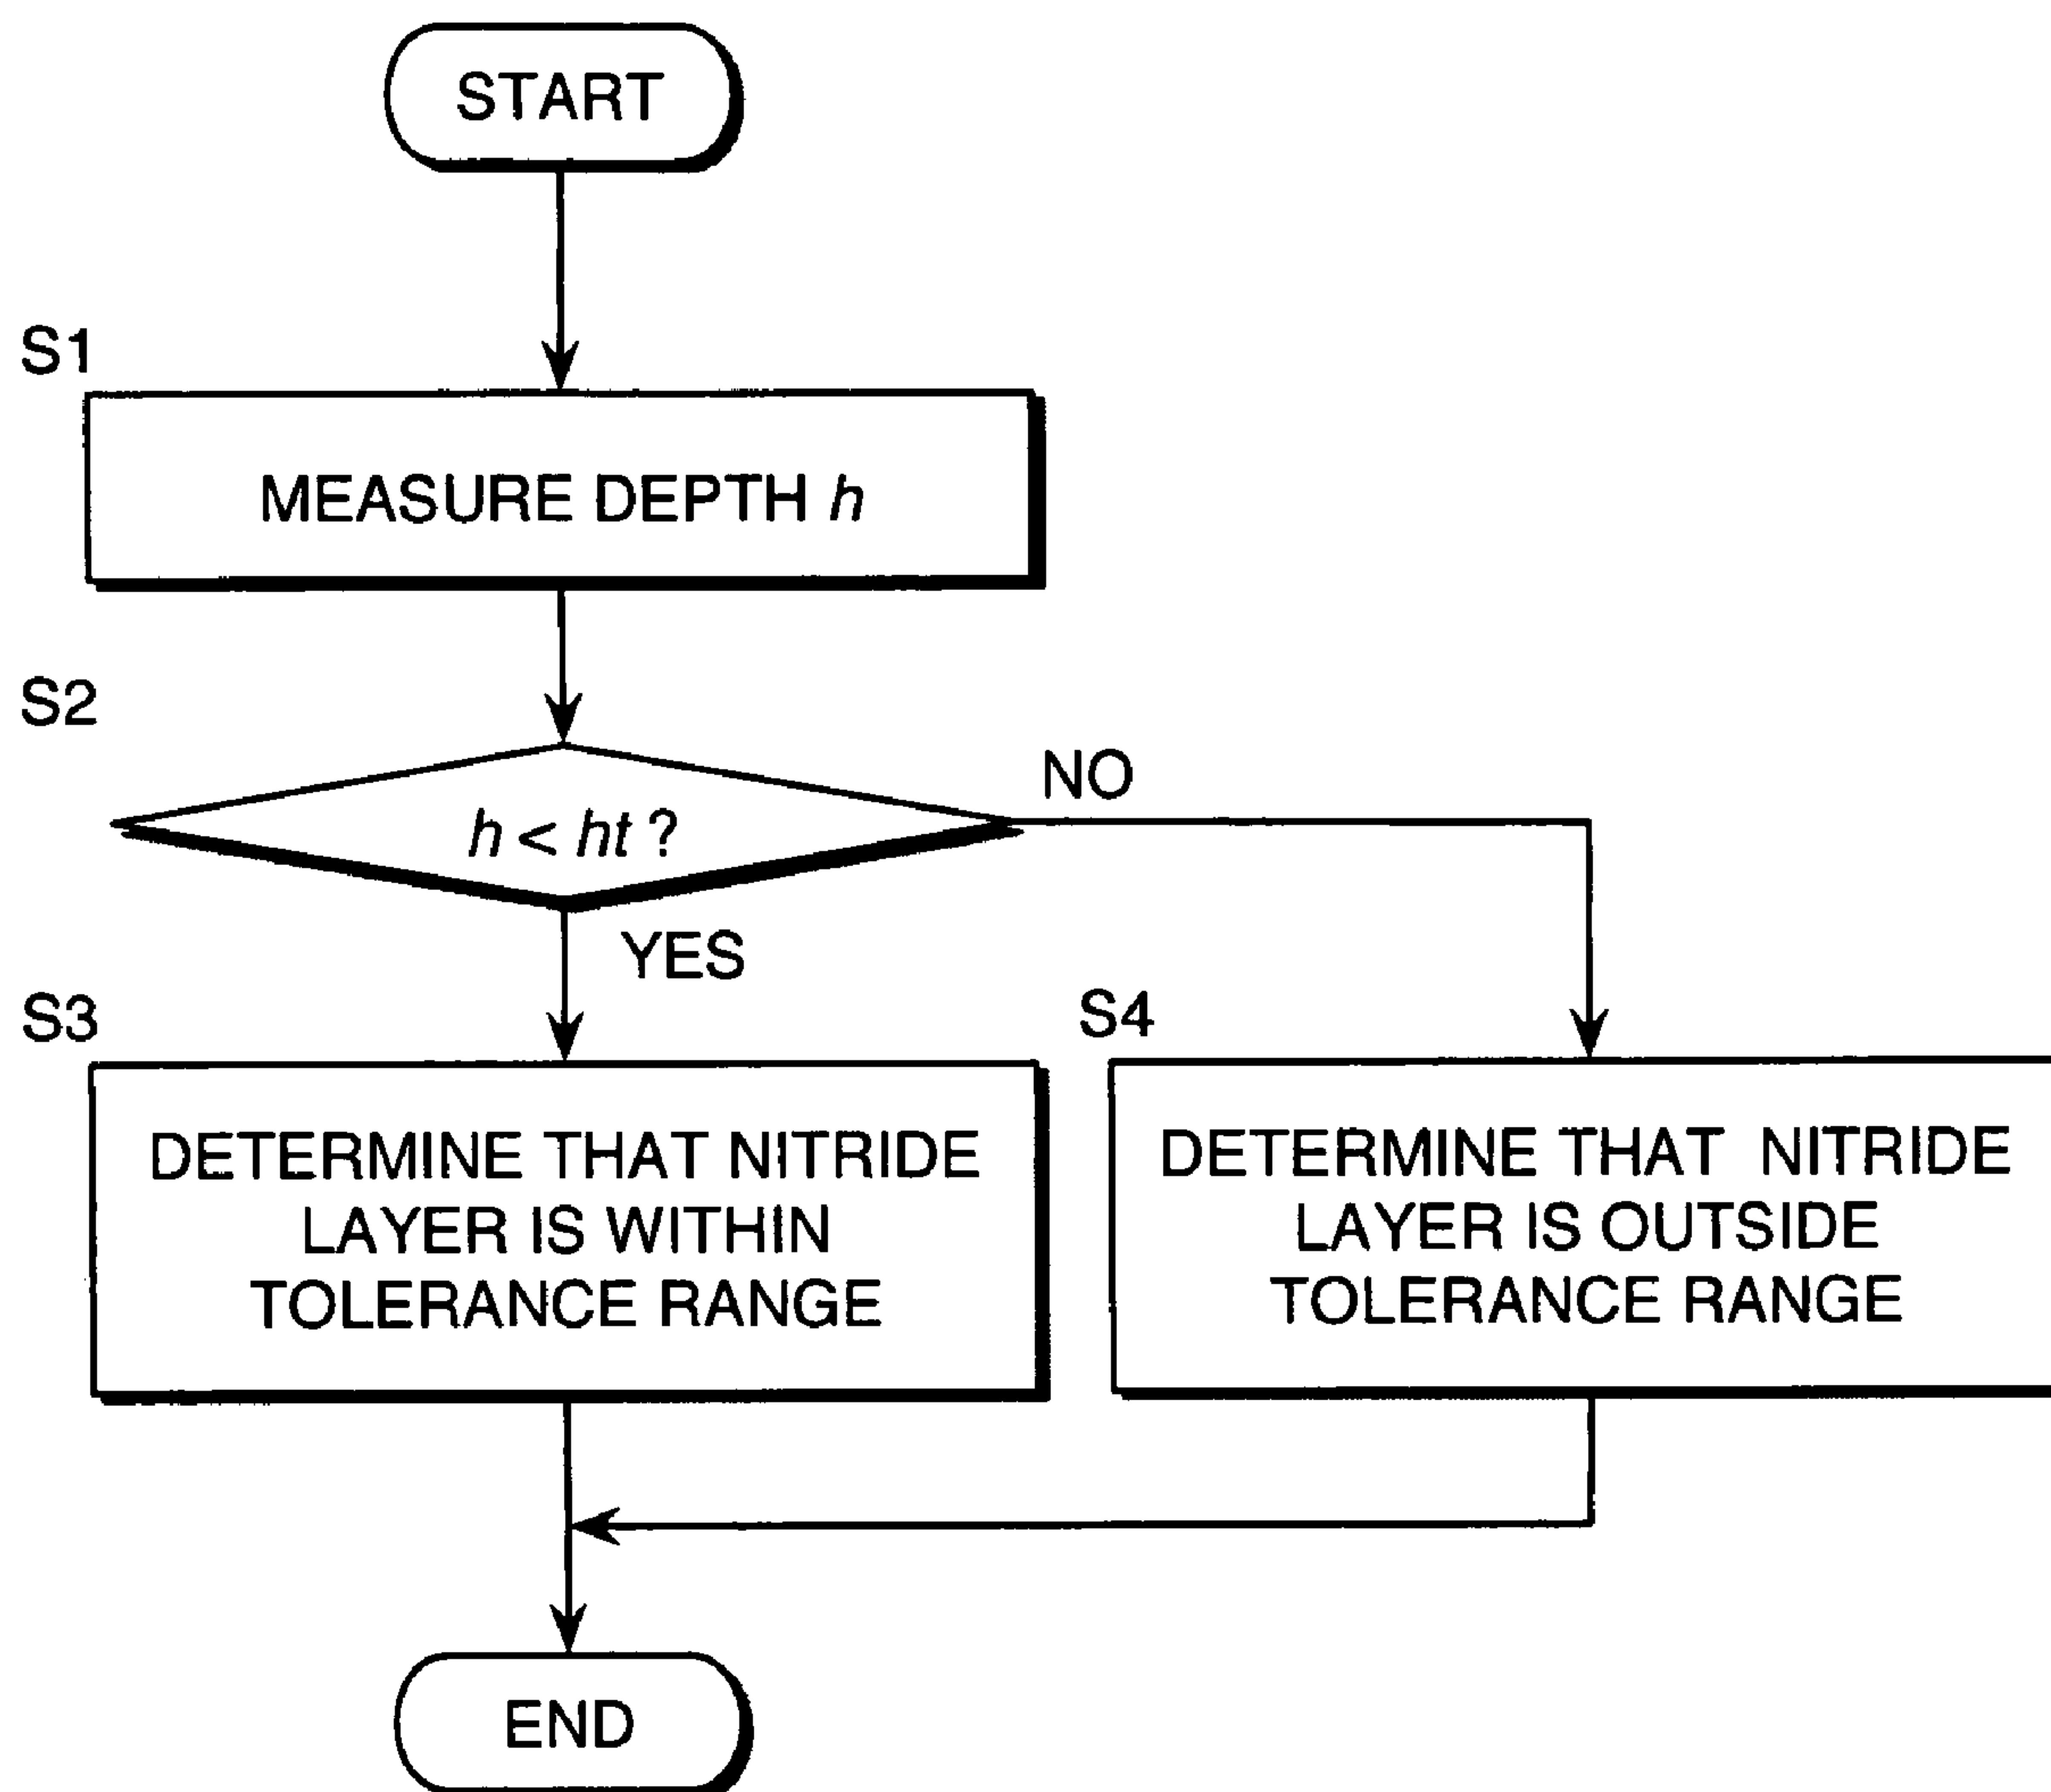 START
S1
MEASURE DEPTH h
S2
h < ht ?
NO
YES
S3
DETERMINE THAT NITRIDE
LAYER IS WITHIN
TOLERANCE RANGE
S4
DETERMINE THAT NITRIDE
LAYER IS OUTSIDE
TOLERANCE RANGE
END